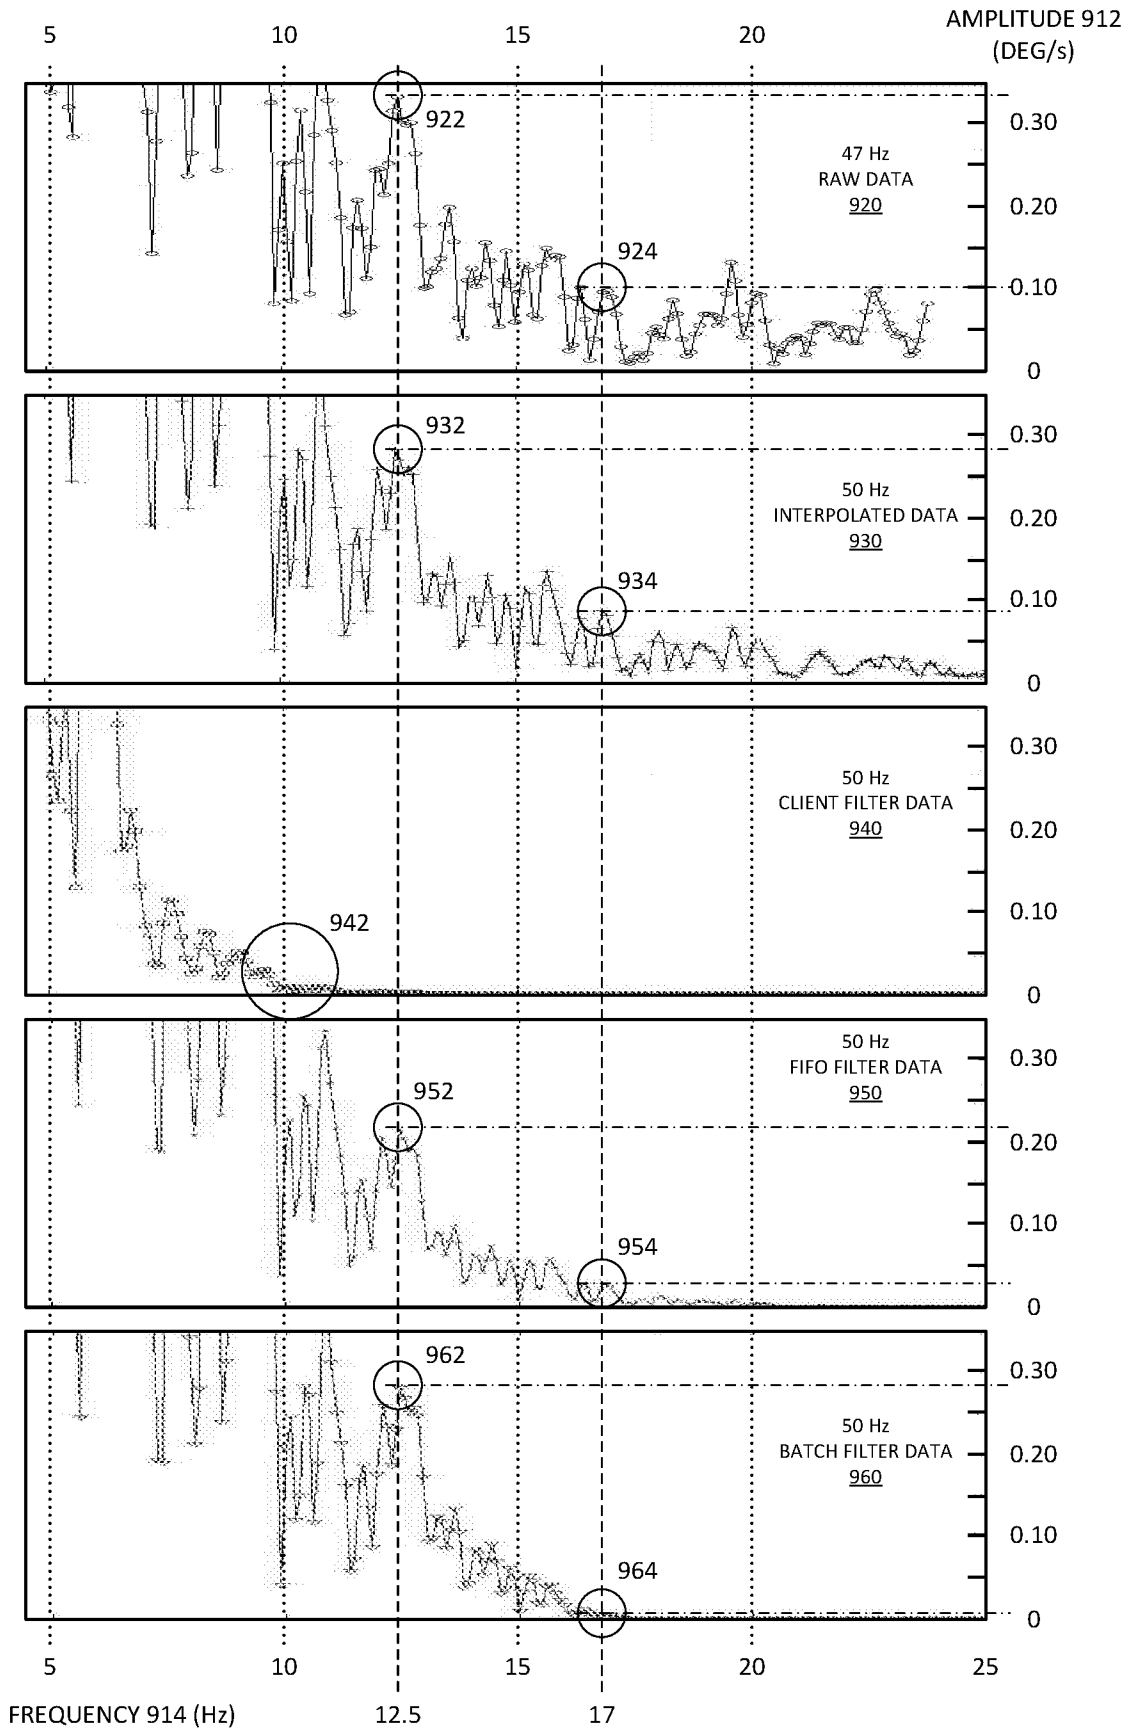 AMPLITUDE 912
(DEG/s)
5 10 15 20
922
0.30
47 Hz
RAW DATA
920
0.20
924
0.10
0
932
0.30
50 Hz
INTERPOLATED DATA
930
0.20
934
0.10
0
0.30
50 Hz
CLIENT FILTER DATA
940
0.20
942
0.10
0
50 Hz
FIFO FILTER DATA
950
0.30
952
0.20
954
0.10
0
962
0.30
50 Hz
BATCH FILTER DATA
960
0.20
964
0.10
0
5 10 15 20 25
FREQUENCY 914 (Hz) 12.5 17